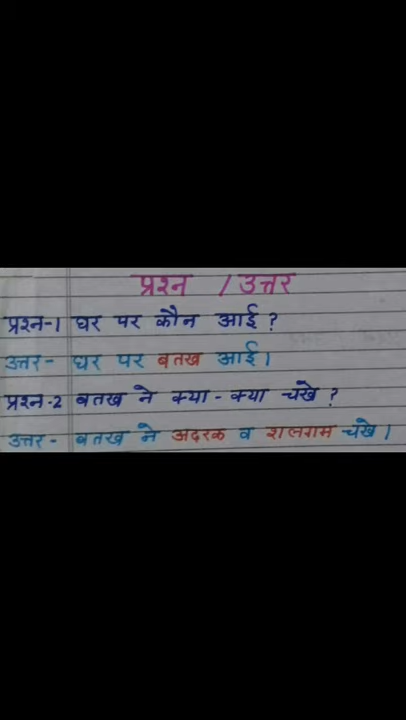 प्रश्न / उत्तर
प्रश्न-1 घर पर कौन आई ?
उत्तर- घर पर बतख आई।
प्रश्न-2 बतख ने क्या-क्या चखे ?
उत्तर- बतख ने अदरक व शलगम चखे।